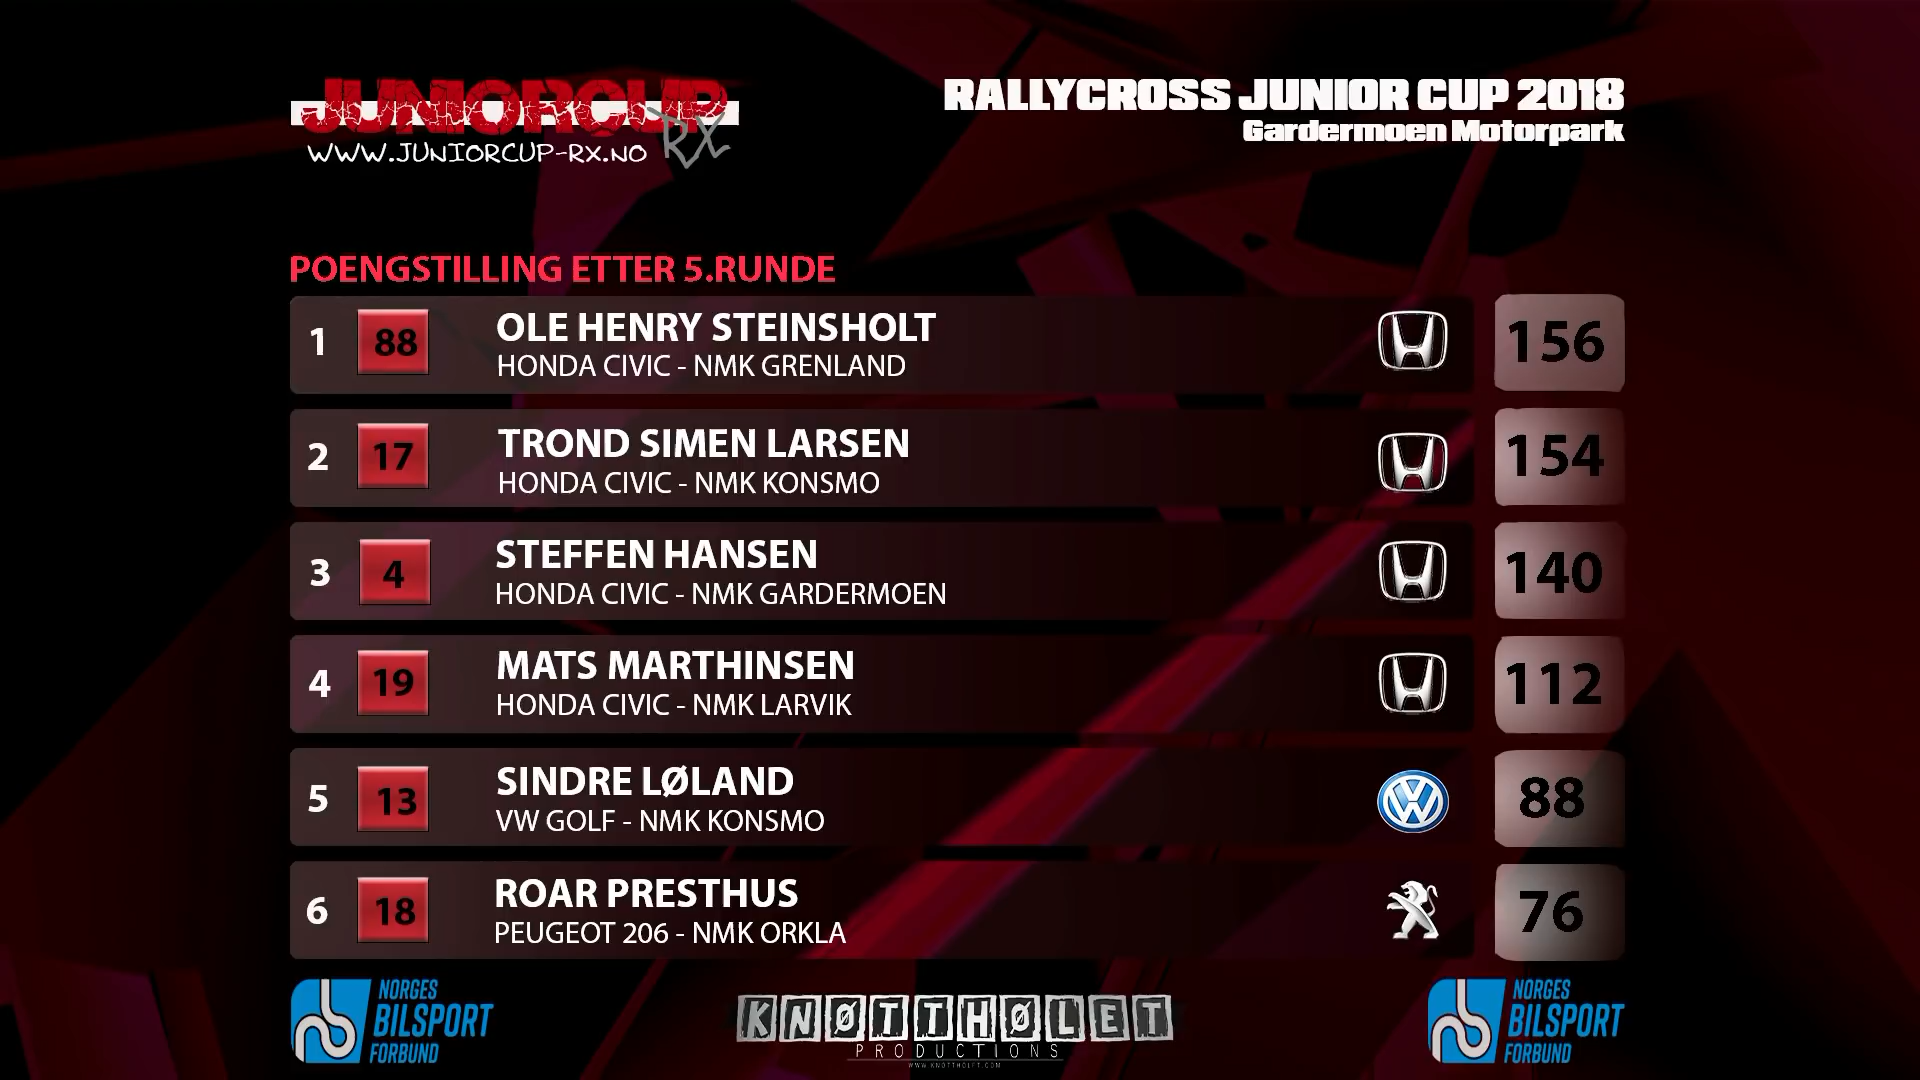 JUNIORCUP
RX
WWW.JUNIORCUP-RX.NO
RALLYCROSS JUNIOR CUP 2018
Gardermoen Motorpark
POENGSTILLING ETTER 5.RUNDE
1 88 OLE HENRY STEINSHOLT 156
HONDA CIVIC - NMK GRENLAND
2 17 TROND SIMEN LARSEN 154
HONDA CIVIC - NMK KONSMO
3 4 STEFFEN HANSEN 140
HONDA CIVIC - NMK GARDERMOEN
4 19 MATS MARTHINSEN 112
HONDA CIVIC - NMK LARVIK
5 13 SINDRE LØLAND 88
VW GOLF - NMK KONSMO
6 18 ROAR PRESTHUS 76
PEUGEOT 206 - NMK ORKLA
NORGES
BILSPORT
FORBUND
KNØTTHØLET
PRODUCTIONS
NORGES
BILSPORT
FORBUND